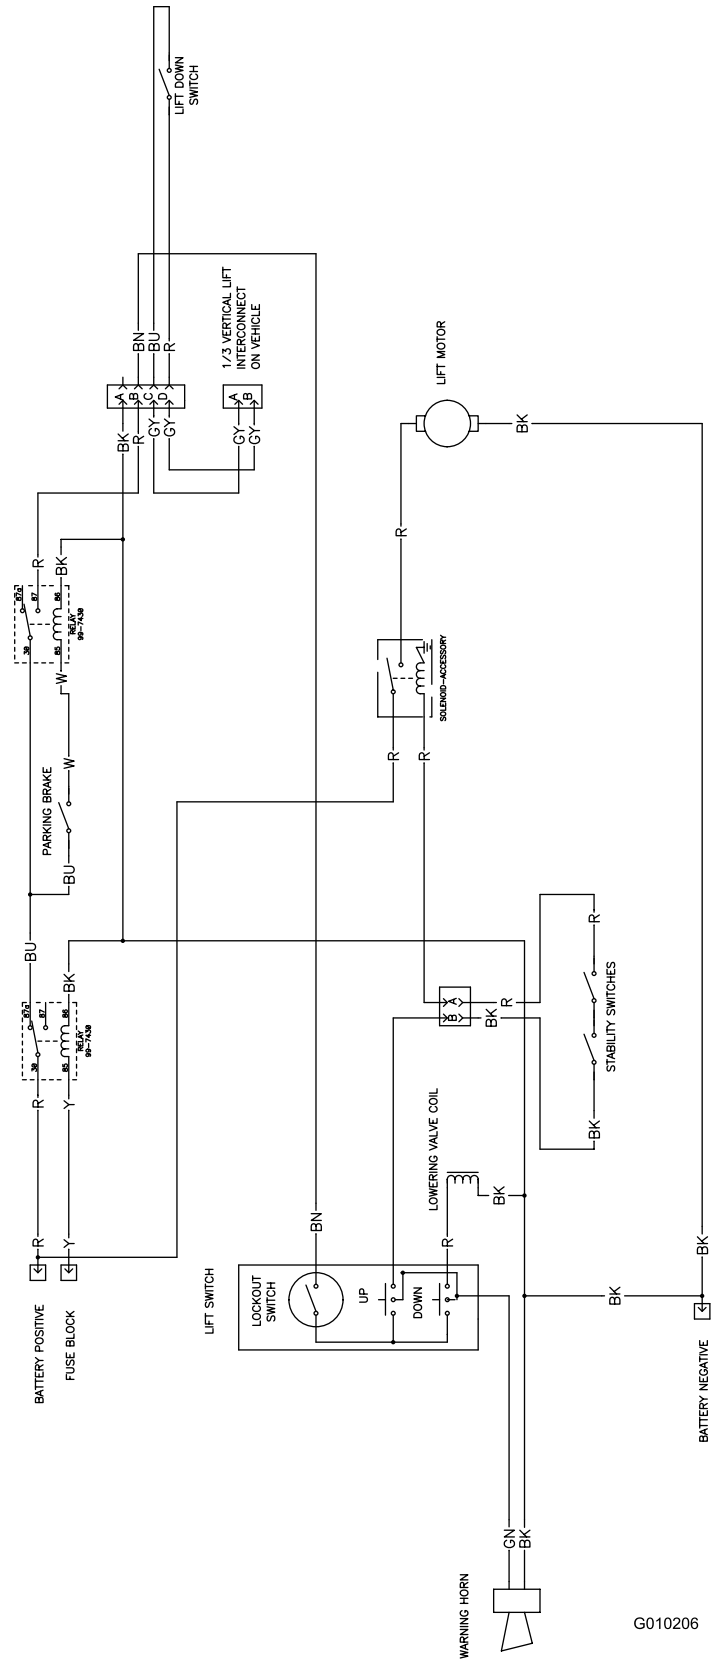 LIFT DOWN
SWITCH
BN
BU
R
A
B
C
D
1/3 VERTICAL LIFT
INTERCONNECT
ON VEHICLE
A
B
BK
R
GY
GY
GY
GY
LIFT MOTOR
BK
R
R
BK
87a
87
86
30
85
RELAY
99-7430
W
W
PARKING BRAKE
BU
SOLENOID-ACCESSORY
R
R
BU
BK
87a
87
86
30
85
RELAY
99-7430
R
Y
A
B
R
BK
R
STABILITY SWITCHES
BK
LOWERING VALVE COIL
BK
R
BN
R
Y
BATTERY POSITIVE
FUSE BLOCK
LIFT SWITCH
LOCKOUT
SWITCH
UP
DOWN
BK
BK
BATTERY NEGATIVE
GN
BK
WARNING HORN
G010206